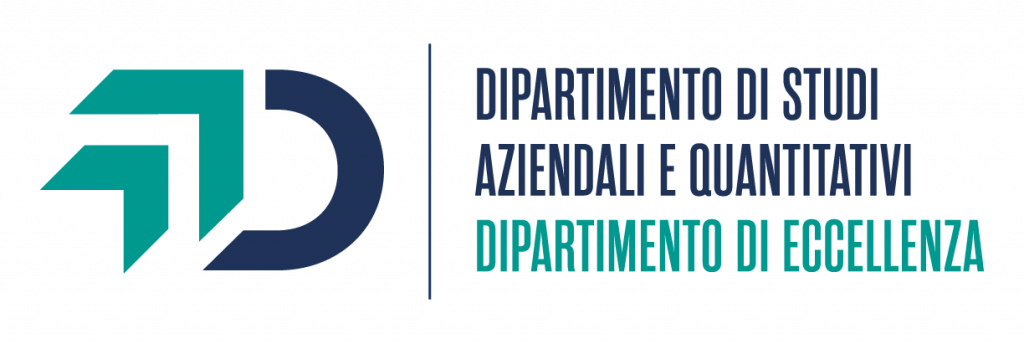 DIPARTIMENTO DI STUDI
AZIENDALI E QUANTITATIVI
DIPARTIMENTO DI ECCELLENZA